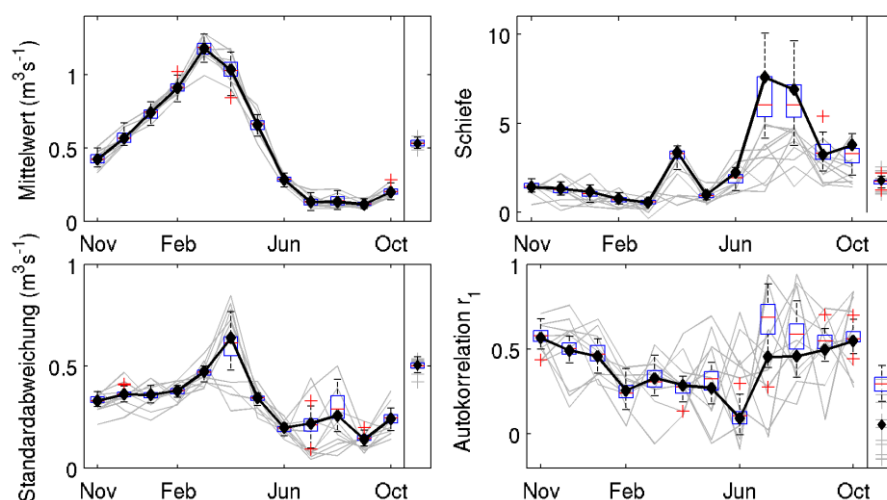 Mittelwert (m³s⁻¹)
1
0.5
0
Nov Feb Jun Oct
Schiefe
10
5
0
Nov Feb Jun Oct
Standardabweichung (m³s⁻¹)
1
0.5
0
Nov Feb Jun Oct
Autokorrelation r₁
1
0.5
0
Nov Feb Jun Oct